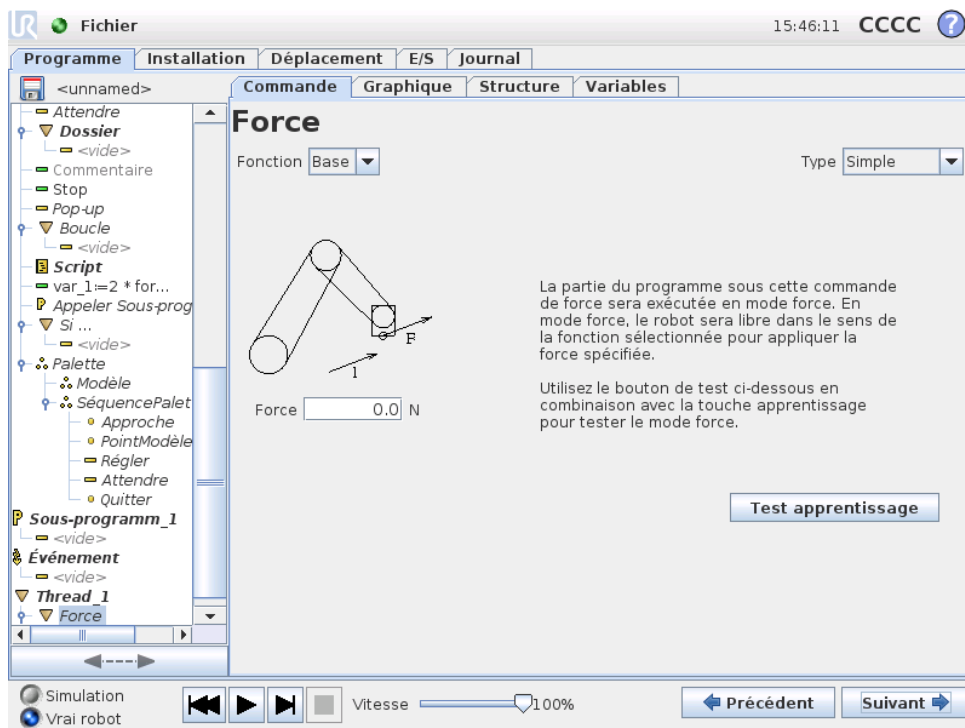 UR Fichier 15:46:11 CCCC ?
Programme Installation Déplacement E/S Journal
<unnamed>
Commande Graphique Structure Variables
Attendre
Dossier
<vide>
Commentaire
Stop
Pop-up
Boucle
<vide>
Script
var_1:=2 * for...
P Appeler Sous-prog
Si ...
<vide>
Palette
Modèle
SéquencePalet
Approche
PointModèle
Régler
Attendre
Quitter
P Sous-programm_1
<vide>
Événement
<vide>
Thread_1
Force
Force
Fonction Base
Type Simple
F
1
Force 0.0 N
La partie du programme sous cette commande
de force sera exécutée en mode force. En
mode force, le robot sera libre dans le sens de
la fonction sélectionnée pour appliquer la
force spécifiée.
Utilisez le bouton de test ci-dessous en
combinaison avec la touche apprentissage
pour tester le mode force.
Test apprentissage
Simulation
Vrai robot
Vitesse 100%
Précédent
Suivant